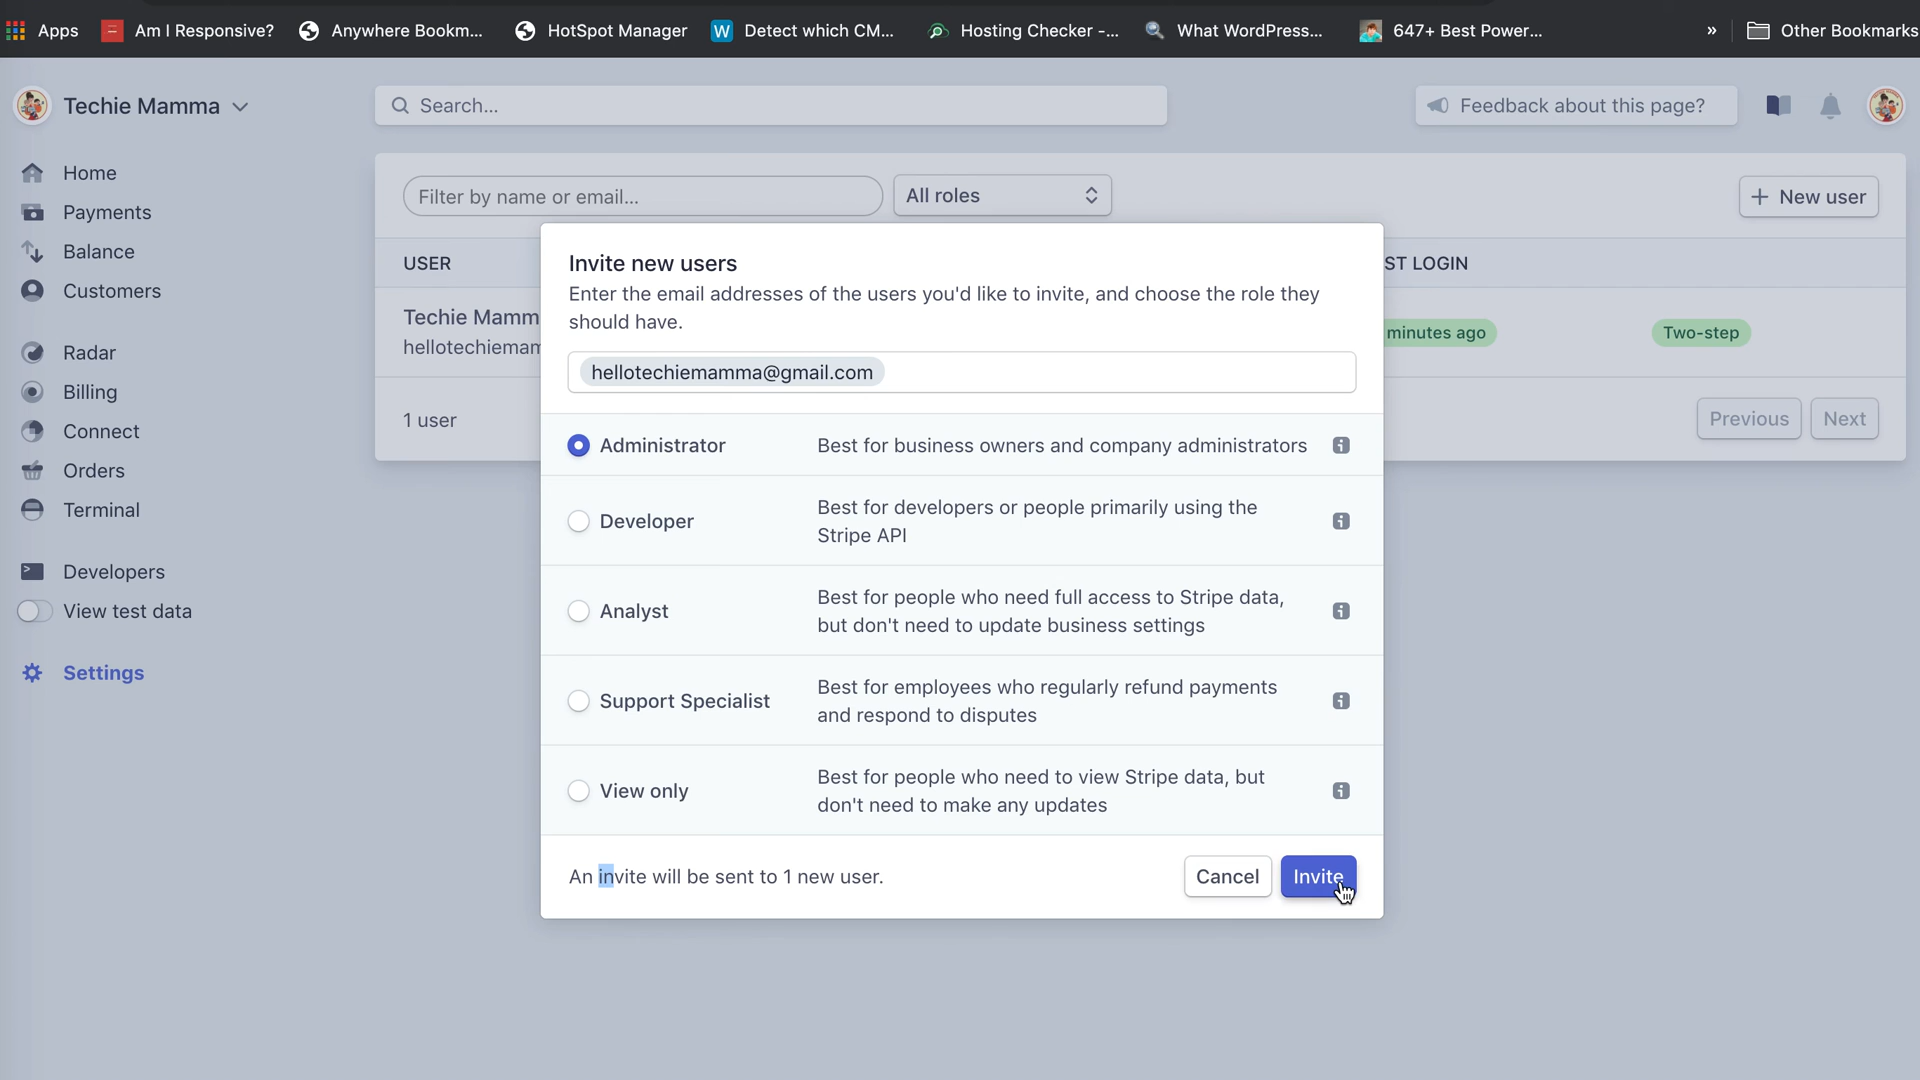 Apps Am I Responsive? Anywhere Bookm... HotSpot Manager W Detect which CM... Hosting Checker -... What WordPress... 647+ Best Power... » Other Bookmarks
Techie Mamma
Search...
Feedback about this page?
Home
Payments
Balance
Customers
Radar
Billing
Connect
Orders
Terminal
Developers
View test data
Settings
Filter by name or email...
All roles
+ New user
USER
ST LOGIN
Techie Mamm
hellotechiemam
minutes ago
Two-step
1 user
Previous
Next
Invite new users
Enter the email addresses of the users you'd like to invite, and choose the role they
should have.
hellotechiemamma@gmail.com
Administrator
Best for business owners and company administrators
Developer
Best for developers or people primarily using the
Stripe API
Analyst
Best for people who need full access to Stripe data,
but don't need to update business settings
Support Specialist
Best for employees who regularly refund payments
and respond to disputes
View only
Best for people who need to view Stripe data, but
don't need to make any updates
An invite will be sent to 1 new user.
Cancel
Invite